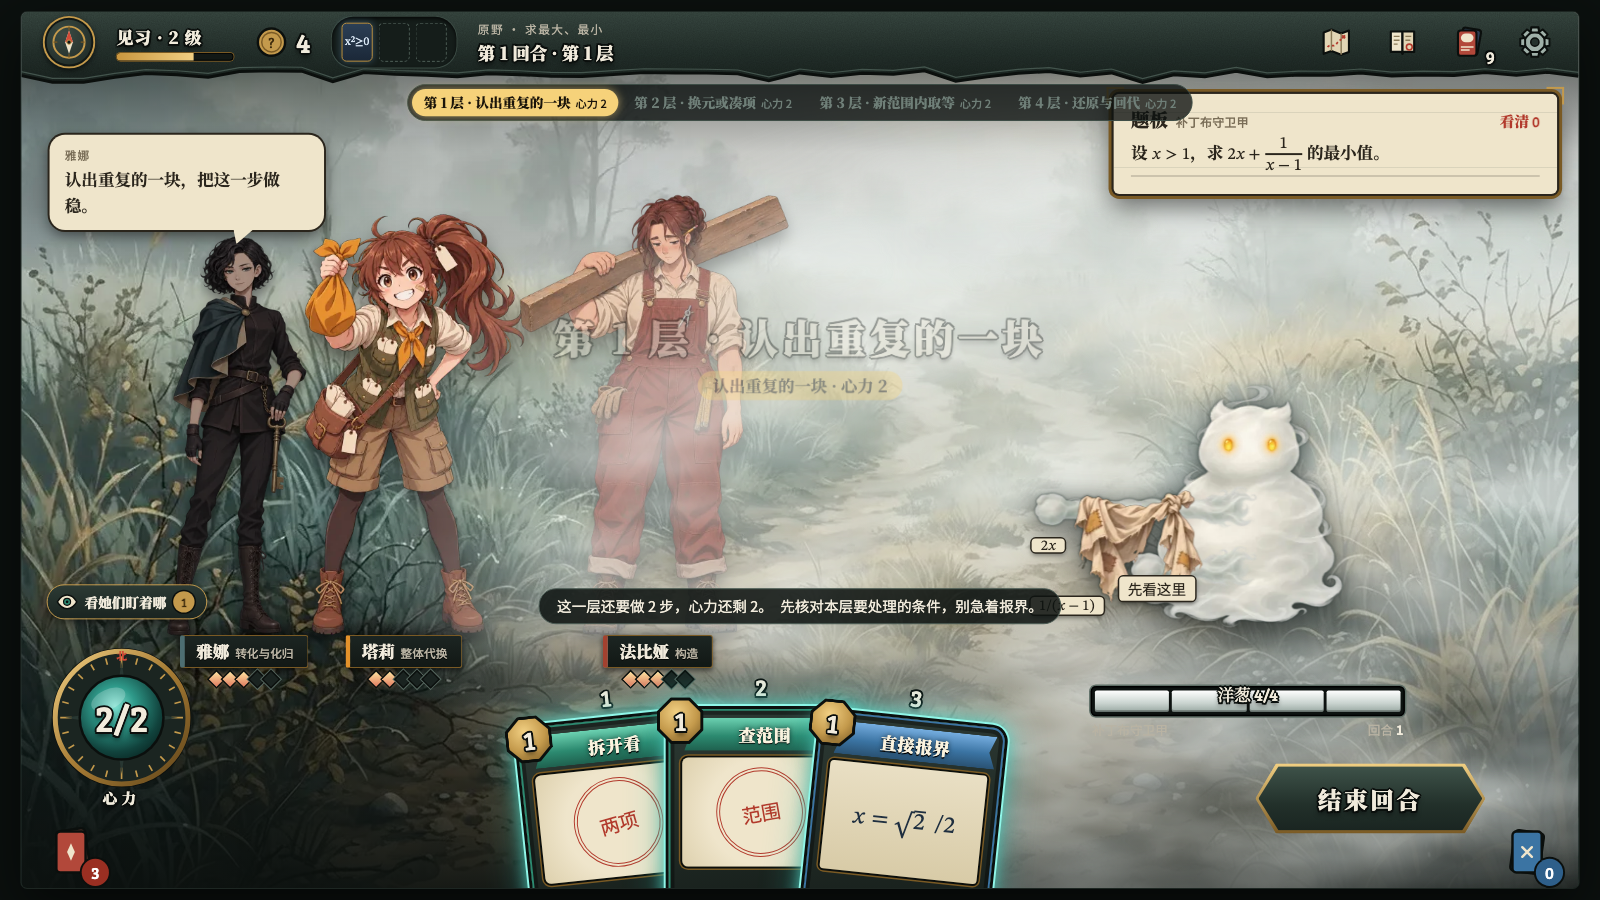 见习·2 级
? 4
x²≥0
原野 · 求最大、最小
第1回合·第1层
9
第1层·认出重复的一块 心力2
第2层·换元或凑项 心力2
第3层·新范围内取等 心力2
第4层·还原与回代 心力2
题板 补丁布守卫甲
看清 0
设 x > 1，求 2x + 1/(x − 1) 的最小值。
雅娜
认出重复的一块，把这一步做
稳。
第1层·认出重复的一块
认出重复的一块·心力2
2x
先看这里
1/(x − 1)
看她们盯着哪 1
这一层还要做 2 步，心力还剩 2。 先核对本层要处理的条件，别急着报界。
雅娜 转化与化归
塔莉 整体代换
法比娅 构造
洋葱 4/4
回合 1
2/2
心力
1
2
3
1 拆开看
两项
1 查范围
范围
1 直接报界
x = √2 /2
结束回合
3
0